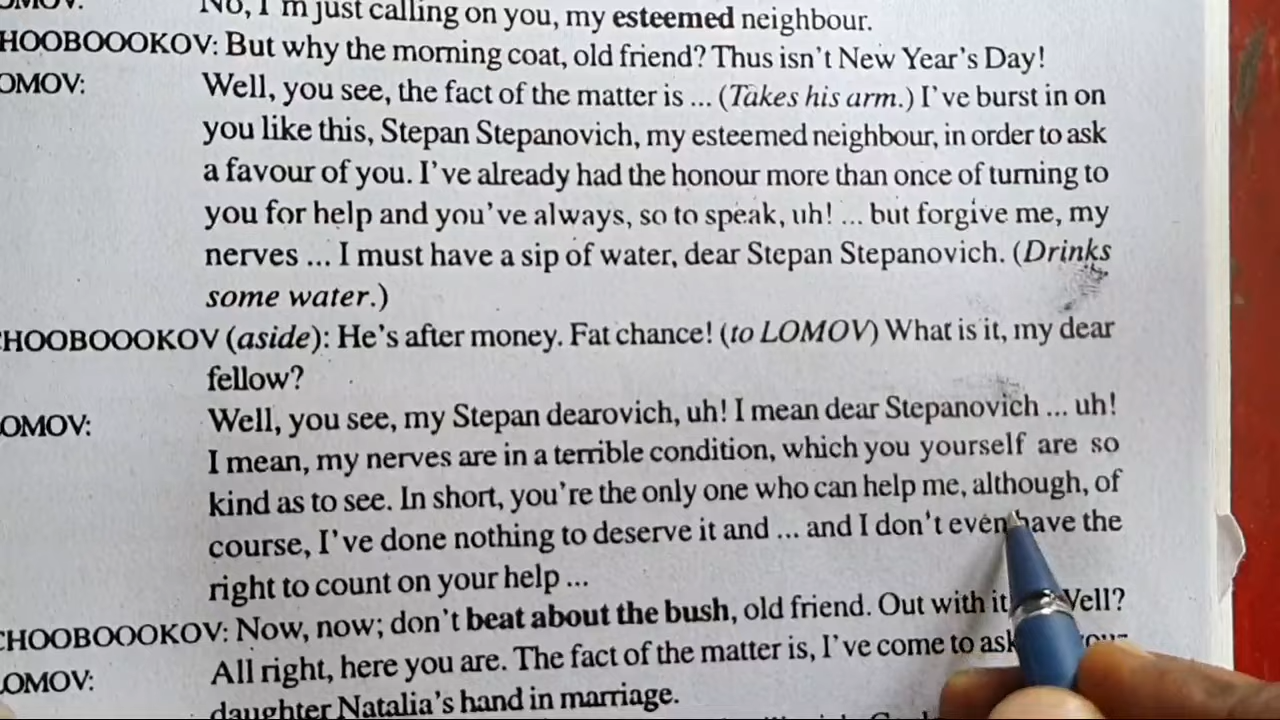 No, I'm just calling on you, my esteemed neighbour.
HOOBOOOKOV: But why the morning coat, old friend? Thus isn't New Year's Day!
OMOV: Well, you see, the fact of the matter is ... (Takes his arm.) I've burst in on
you like this, Stepan Stepanovich, my esteemed neighbour, in order to ask
a favour of you. I've already had the honour more than once of turning to
you for help and you've always, so to speak, uh! ... but forgive me, my
nerves ... I must have a sip of water, dear Stepan Stepanovich. (Drinks
some water.)
HOOBOOOKOV (aside): He's after money. Fat chance! (to LOMOV) What is it, my dear
fellow?
LOMOV: Well, you see, my Stepan dearovich, uh! I mean dear Stepanovich ... uh!
I mean, my nerves are in a terrible condition, which you yourself are so
kind as to see. In short, you're the only one who can help me, although, of
course, I've done nothing to deserve it and ... and I don't even have the
right to count on your help ...
CHOOBOOOKOV: Now, now; don't beat about the bush, old friend. Out with it Well?
LOMOV: All right, here you are. The fact of the matter is, I've come to ask
daughter Natalia's hand in marriage.